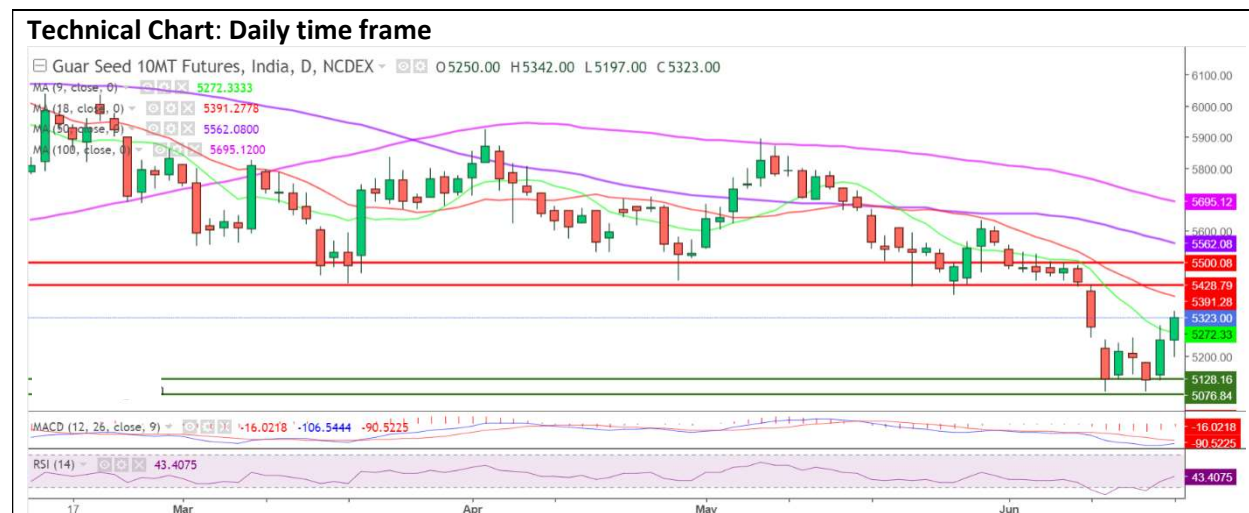 Technical Chart: Daily time frame
Guar Seed 10MT Futures, India, D, NCDEX O5250.00 H5342.00 L5197.00 C5323.00
MA (9, close, 0) 5272.3333
MA (18, close, 0) 5391.2778
MA (50, close, 0) 5562.0800
MA (100, close, 0) 5695.1200
6100.00
6000.00
5900.00
5800.00
5695.12
5600.00
5562.08
5500.08
5428.79
5391.28
5323.00
5272.33
5200.00
5128.16
5076.84
MACD (12, 26, close, 9) -16.0218 -106.5444 -90.5225
-16.0218
-90.5225
RSI (14) 43.4075
43.4075
17 Mar Apr May Jun